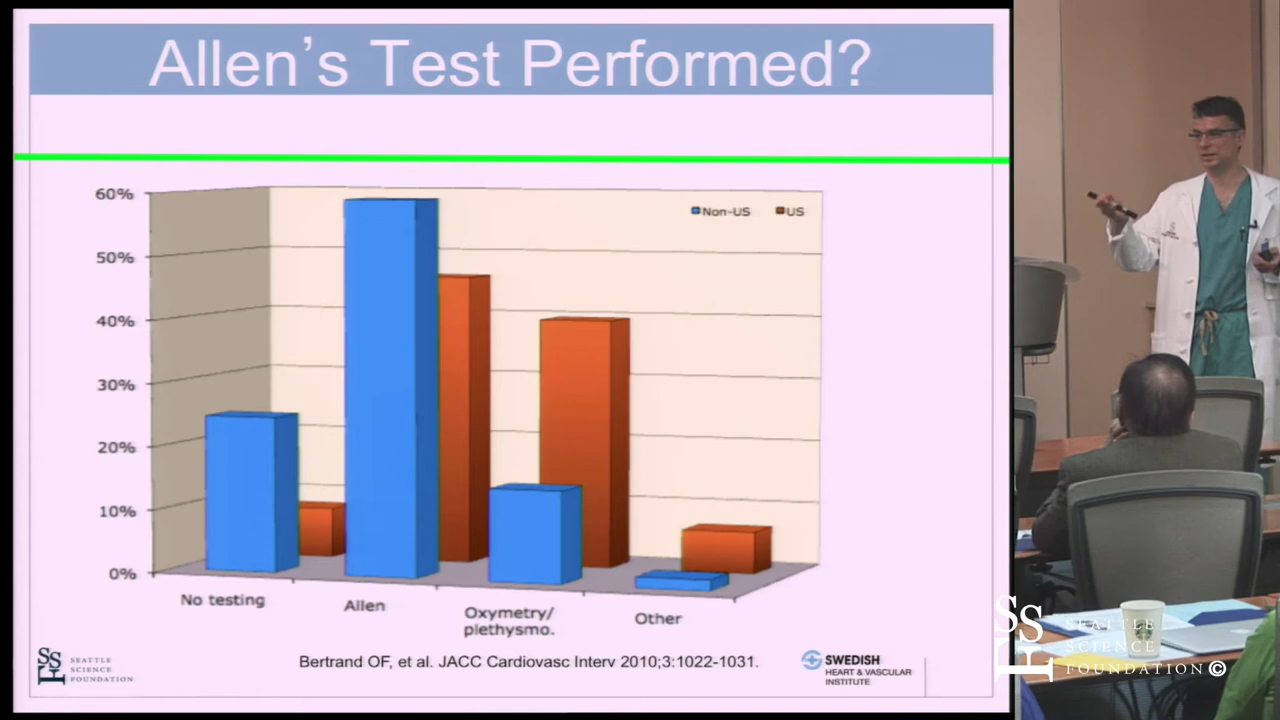 Allen’s Test Performed?
60%
50%
40%
30%
20%
10%
0%
Non-US
US
No testing
Allen
Oxymetry/
plethysmo.
Other
Bertrand OF, et al. JACC Cardiovasc Interv 2010;3:1022-1031.
SSF
SEATTLE
SCIENCE
FOUNDATION
SWEDISH
HEART & VASCULAR
INSTITUTE
SSF
SEATTLE
SCIENCE
FOUNDATION ©